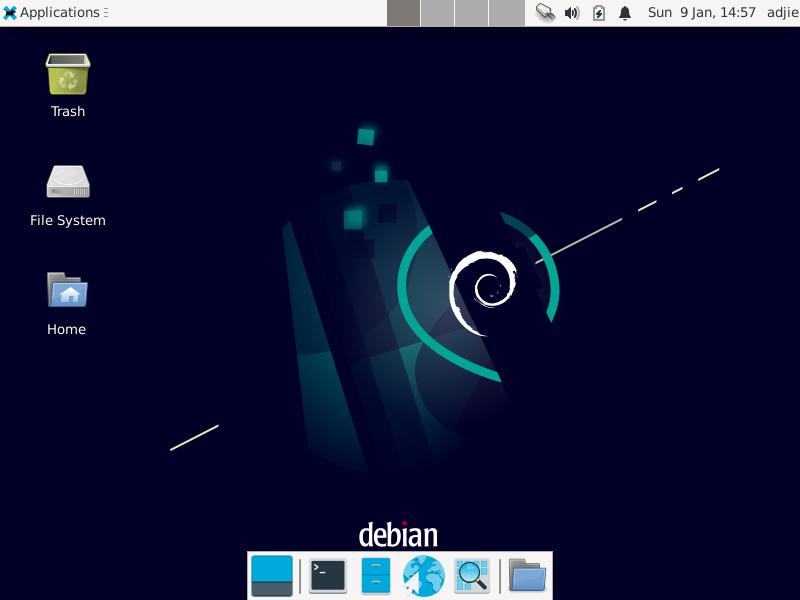 Applications
Sun 9 Jan, 14:57 adjie
Trash
File System
Home
debian
>_